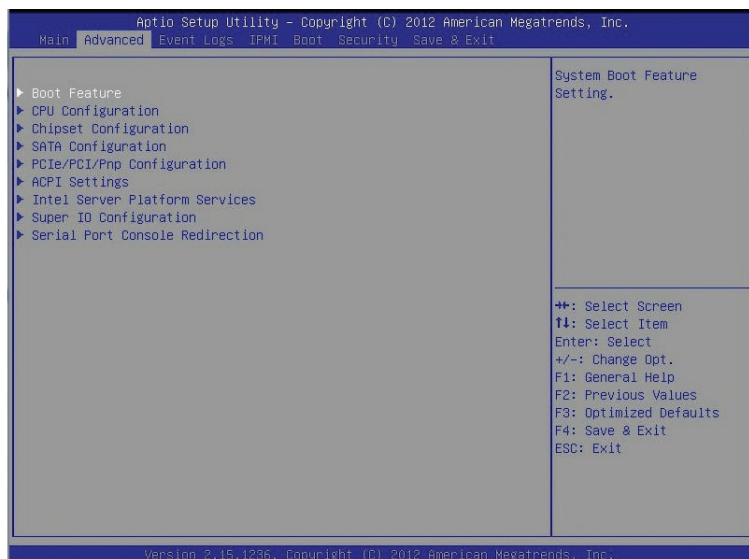 Aptio Setup Utility – Copyright (C) 2012 American Megatrends, Inc.
Main Advanced Event Logs IPMI Boot Security Save & Exit
Boot Feature
CPU Configuration
Chipset Configuration
SATA Configuration
PCIe/PCI/Pnp Configuration
ACPI Settings
Intel Server Platform Services
Super IO Configuration
Serial Port Console Redirection
System Boot Feature
Setting.
→←: Select Screen
↑↓: Select Item
Enter: Select
+/-: Change Opt.
F1: General Help
F2: Previous Values
F3: Optimized Defaults
F4: Save & Exit
ESC: Exit
Version 2.15.1236. Copyright (C) 2012 American Megatrends, Inc.